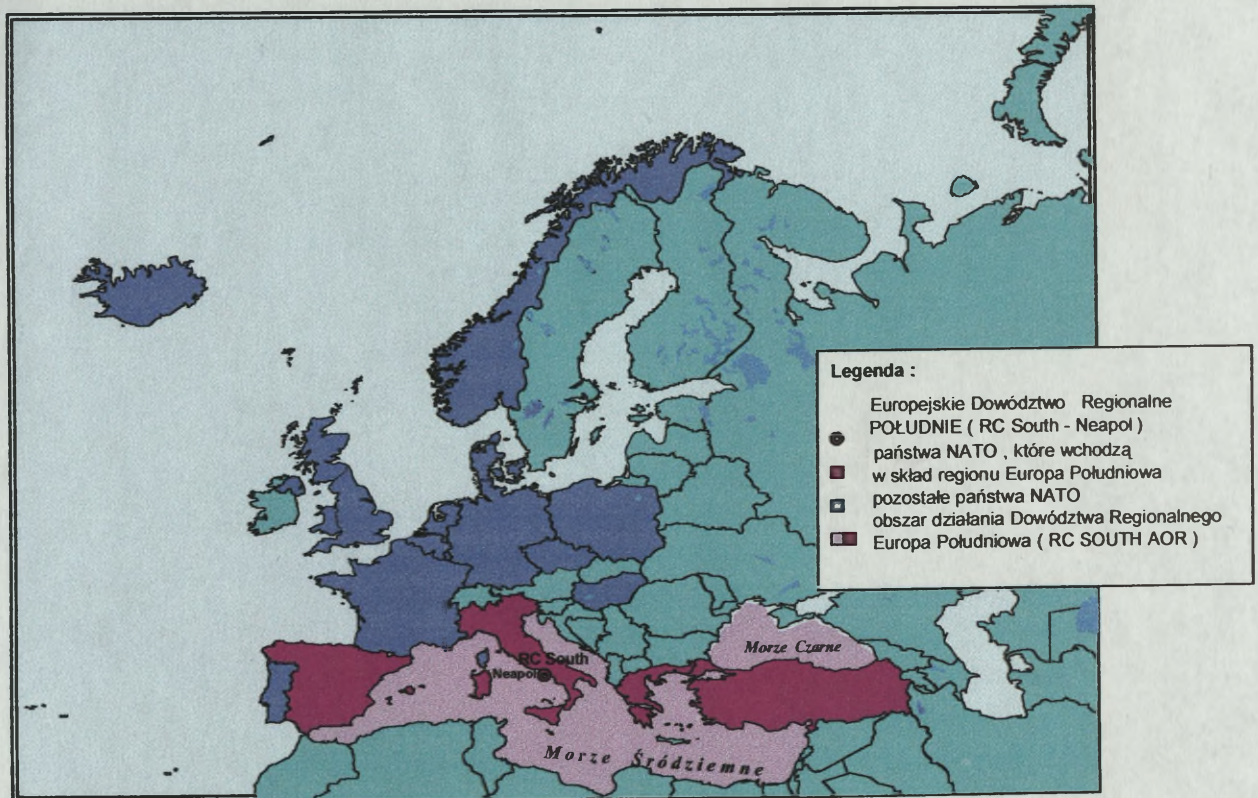 Legenda :
Europejskie Dowództwo Regionalne
POŁUDNIE ( RC South - Neapol )
państwa NATO , które wchodzą
w skład regionu Europa Południowa
pozostałe państwa NATO
obszar działania Dowództwa Regionalnego
Europa Południowa ( RC SOUTH AOR )
Morze Czarne
RC South
Neapol
Morze Śródziemne